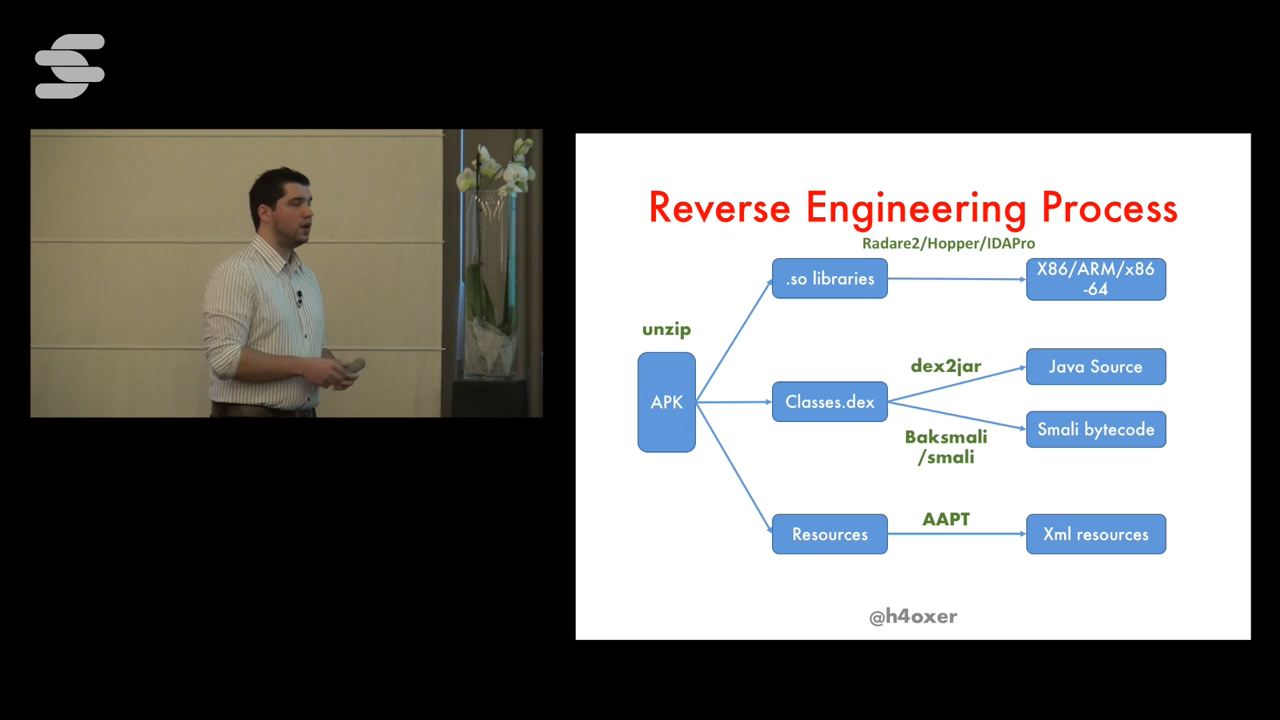 Reverse Engineering Process
Radare2/Hopper/IDAPro
.so libraries
X86/ARM/x86
-64
unzip
APK
Classes.dex
dex2jar
Java Source
Baksmali
/smali
Smali bytecode
Resources
AAPT
Xml resources
@h4oxer